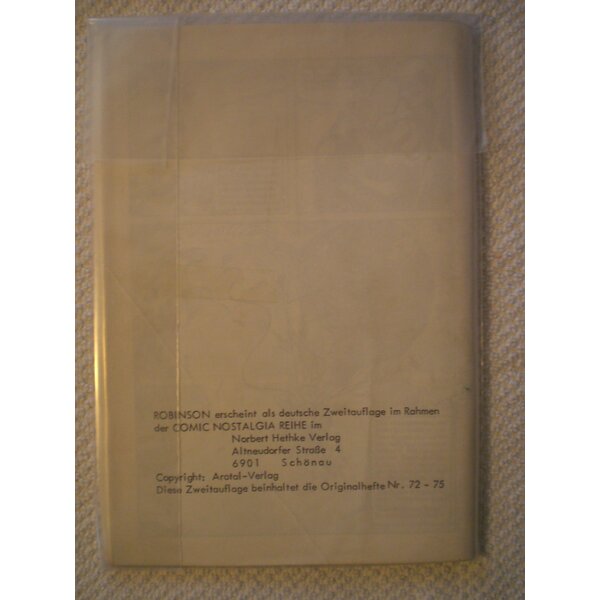 ROBINSON erscheint als deutsche Zweitauflage im Rahmen
der COMIC NOSTALGIA REIHE im
Norbert Hethke Verlag
Altneudorfer Straße 4
6901 Schönau
Copyright: Aratal-Verlag
Diese Zweitauflage beinhaltet die Originalhefte Nr. 72 - 75